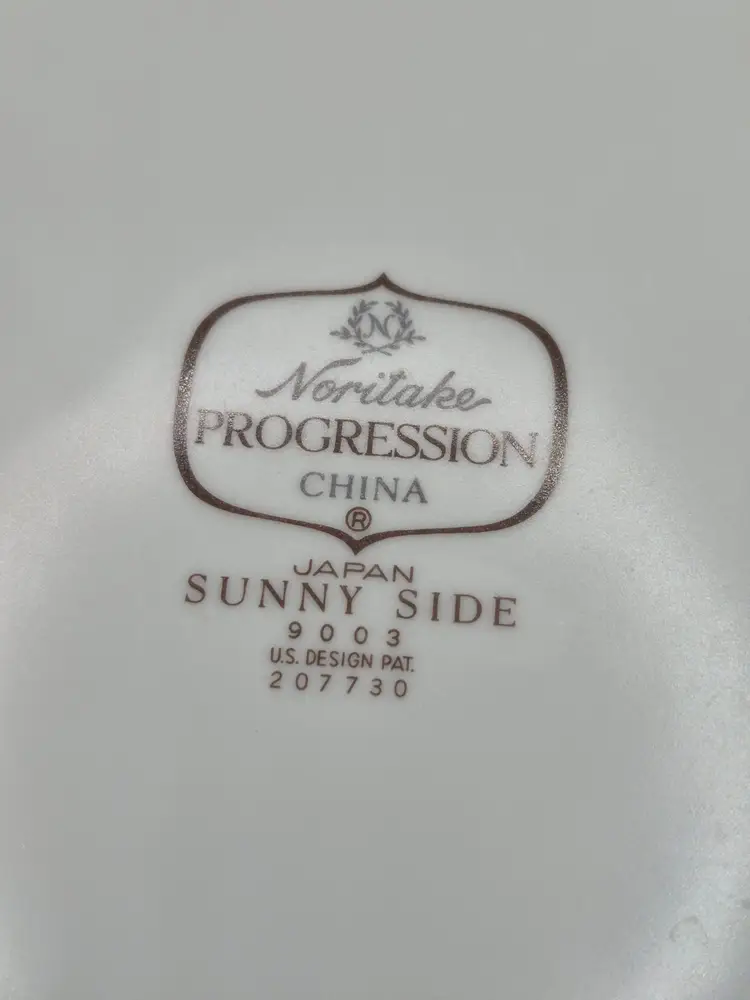 N
Noritake
PROGRESSION
CHINA
®
JAPAN
SUNNY SIDE
9003
U.S. DESIGN PAT.
207730